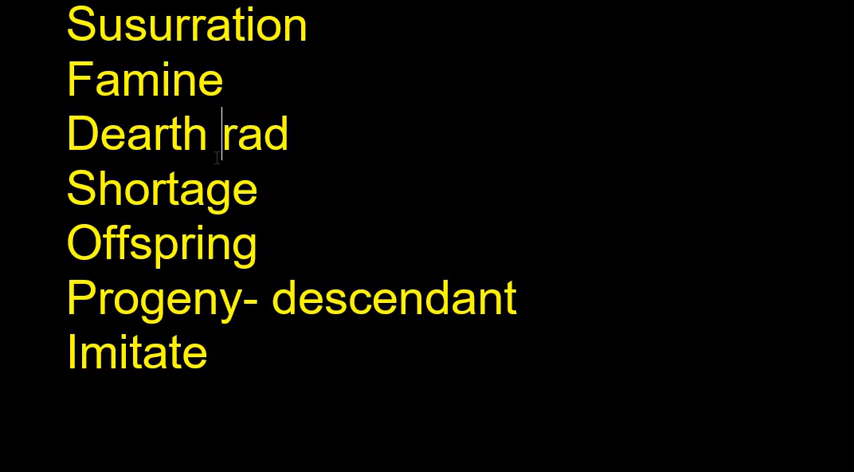 Susurration
Famine
Dearth rad
Shortage
Offspring
Progeny- descendant
Imitate